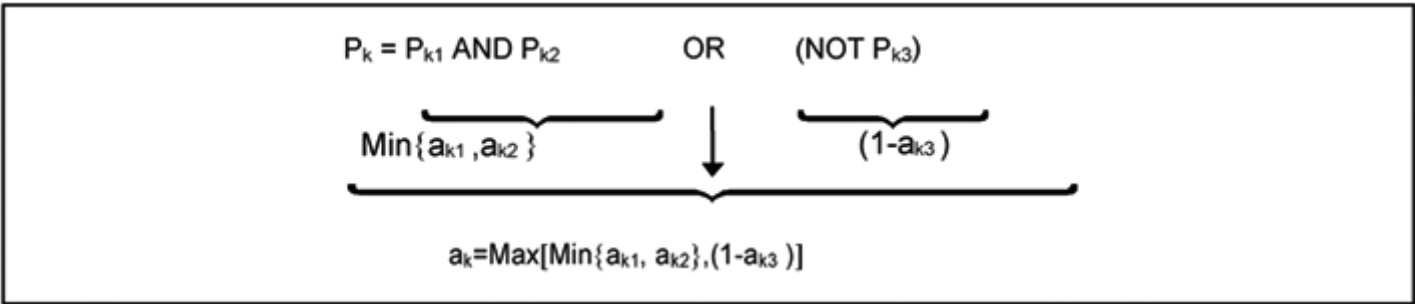 Pk = Pk1 AND Pk2 OR (NOT Pk3)
Min{ak1 ,ak2 } (1-ak3 )
ak=Max[Min{ak1, ak2},(1-ak3 )]